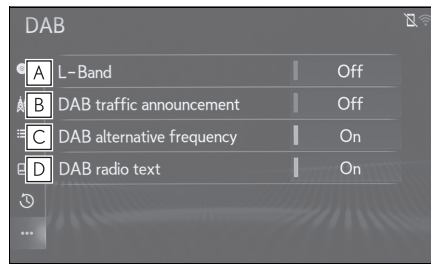 DAB
A L-Band Off
B DAB traffic announcement Off
C DAB alternative frequency On
D DAB radio text On